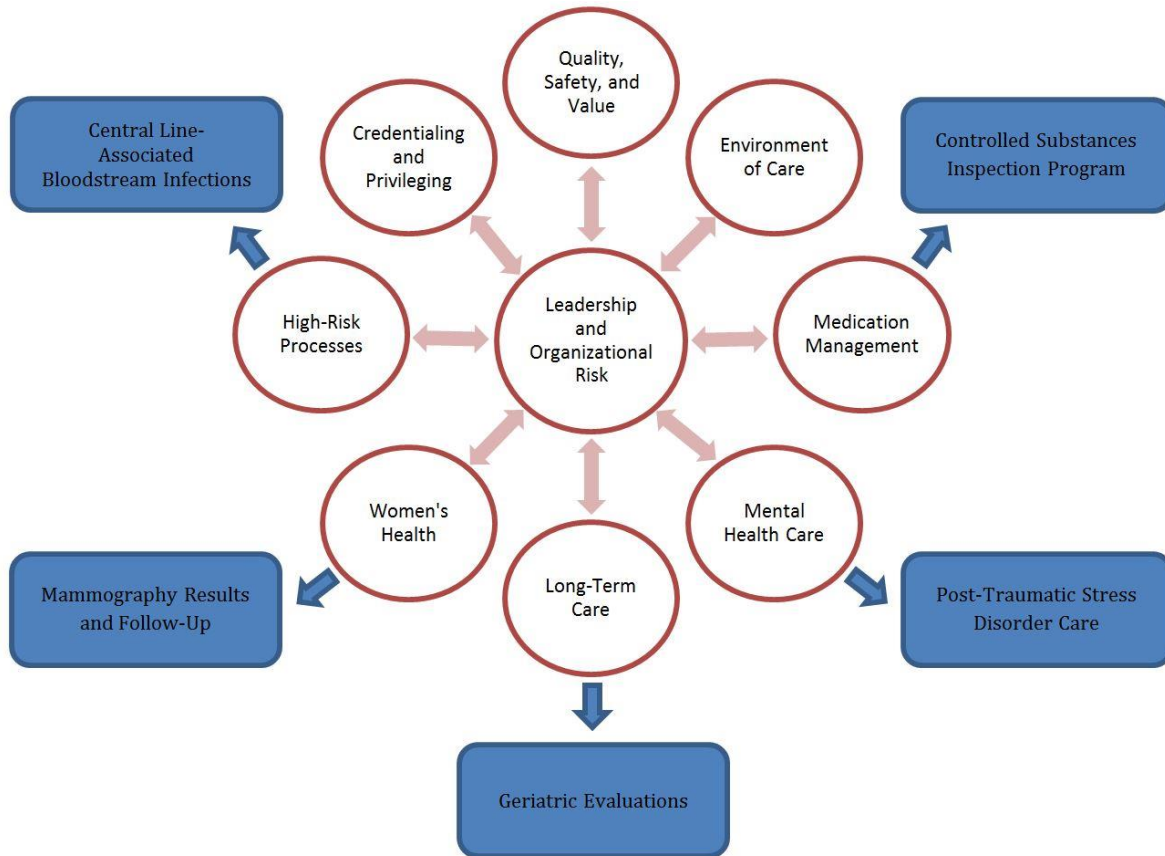 Quality,
Safety, and
Value
Central Line-
Associated
Bloodstream Infections
Credentialing
and
Privileging
Environment
of Care
Controlled Substances
Inspection Program
High-Risk
Processes
Leadership
and
Organizational
Risk
Medication
Management
Women's
Health
Mental
Health Care
Long-Term
Care
Mammography Results
and Follow-Up
Post-Traumatic Stress
Disorder Care
Geriatric Evaluations